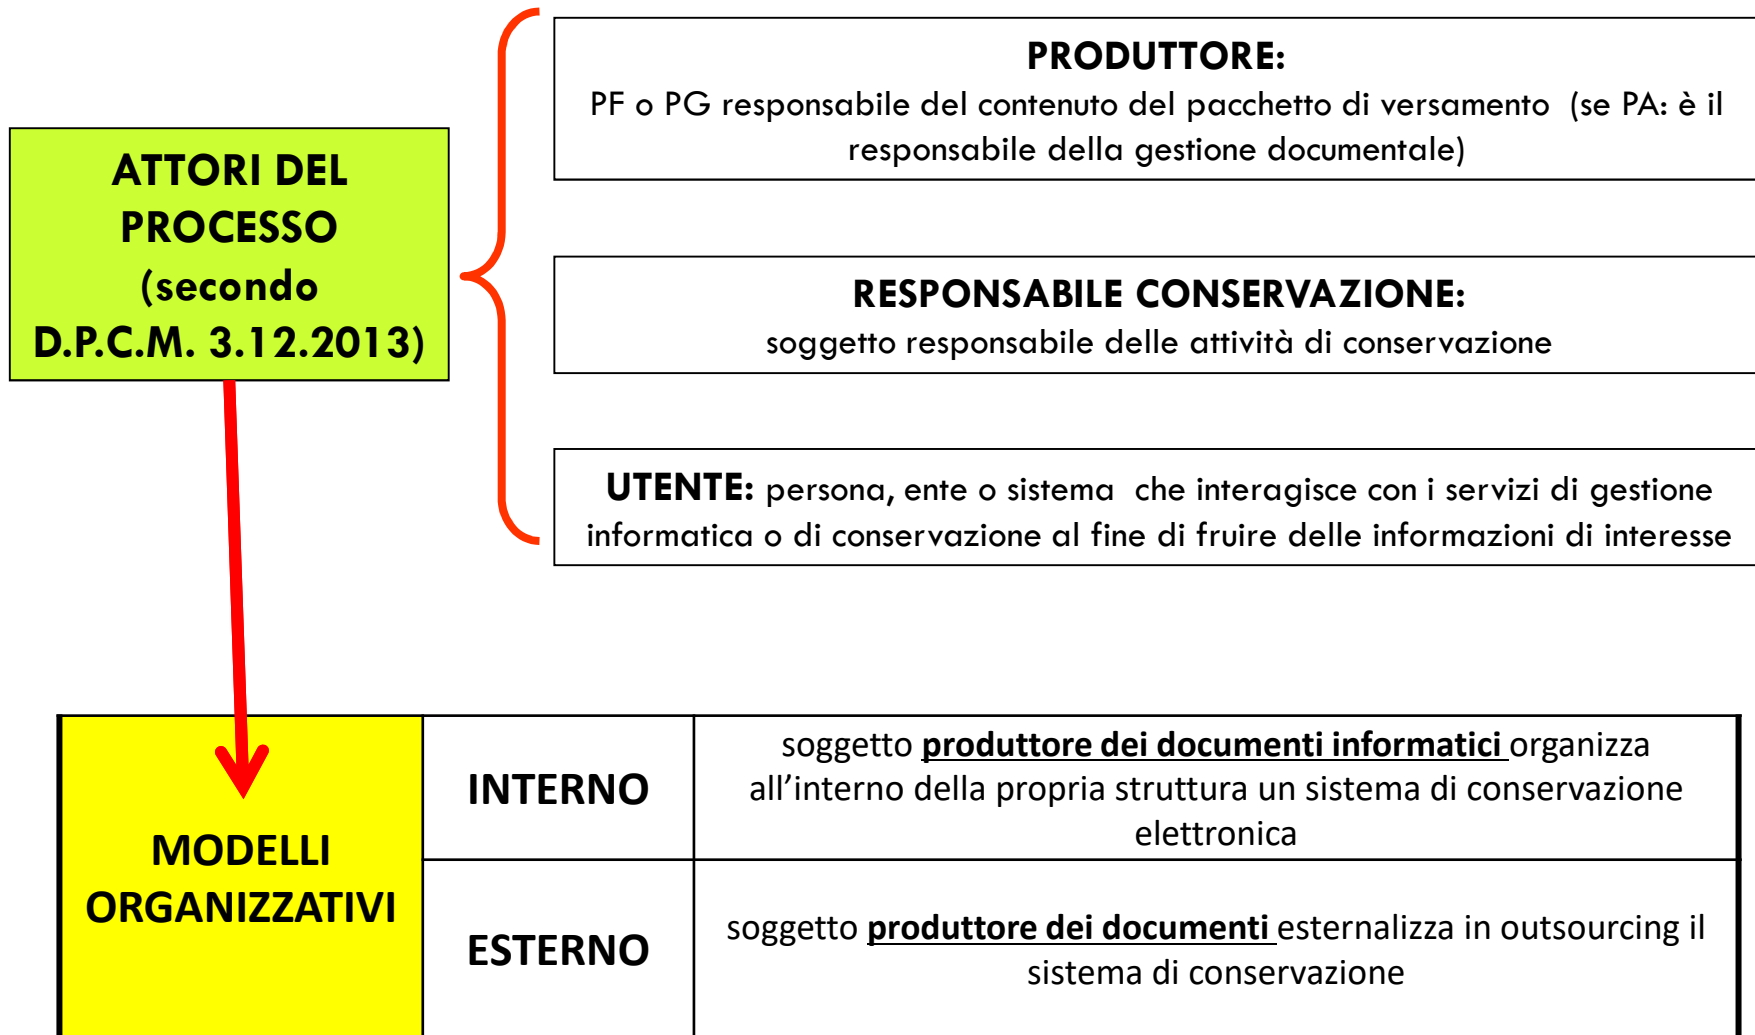 ATTORI DEL
PROCESSO
(secondo
D.P.C.M. 3.12.2013)
PRODUTTORE:
PF o PG responsabile del contenuto del pacchetto di versamento (se PA: è il
responsabile della gestione documentale)
RESPONSABILE CONSERVAZIONE:
soggetto responsabile delle attività di conservazione
UTENTE: persona, ente o sistema che interagisce con i servizi di gestione
informatica o di conservazione al fine di fruire delle informazioni di interesse
MODELLI
ORGANIZZATIVI
INTERNO
soggetto produttore dei documenti informatici organizza
all’interno della propria struttura un sistema di conservazione
elettronica
ESTERNO
soggetto produttore dei documenti esternalizza in outsourcing il
sistema di conservazione